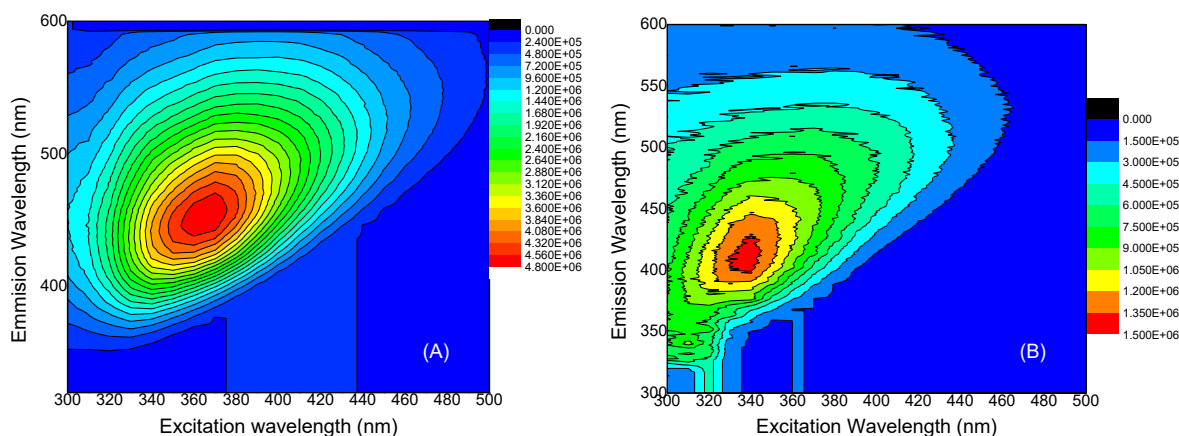 600
500
400
Emmision Wavelength (nm)
300 320 340 360 380 400 420 440 460 480 500
Excitation wavelength (nm)
(A)
0.000
2.400E+05
4.800E+05
7.200E+05
9.600E+05
1.200E+06
1.440E+06
1.680E+06
1.920E+06
2.160E+06
2.400E+06
2.640E+06
2.880E+06
3.120E+06
3.360E+06
3.600E+06
3.840E+06
4.080E+06
4.320E+06
4.560E+06
4.800E+06
600
550
500
450
400
350
300
Emission Wavelength (nm)
300 320 340 360 380 400 420 440 460 480 500
Excitation Wavelength (nm)
(B)
0.000
1.500E+05
3.000E+05
4.500E+05
6.000E+05
7.500E+05
9.000E+05
1.050E+06
1.200E+06
1.350E+06
1.500E+06